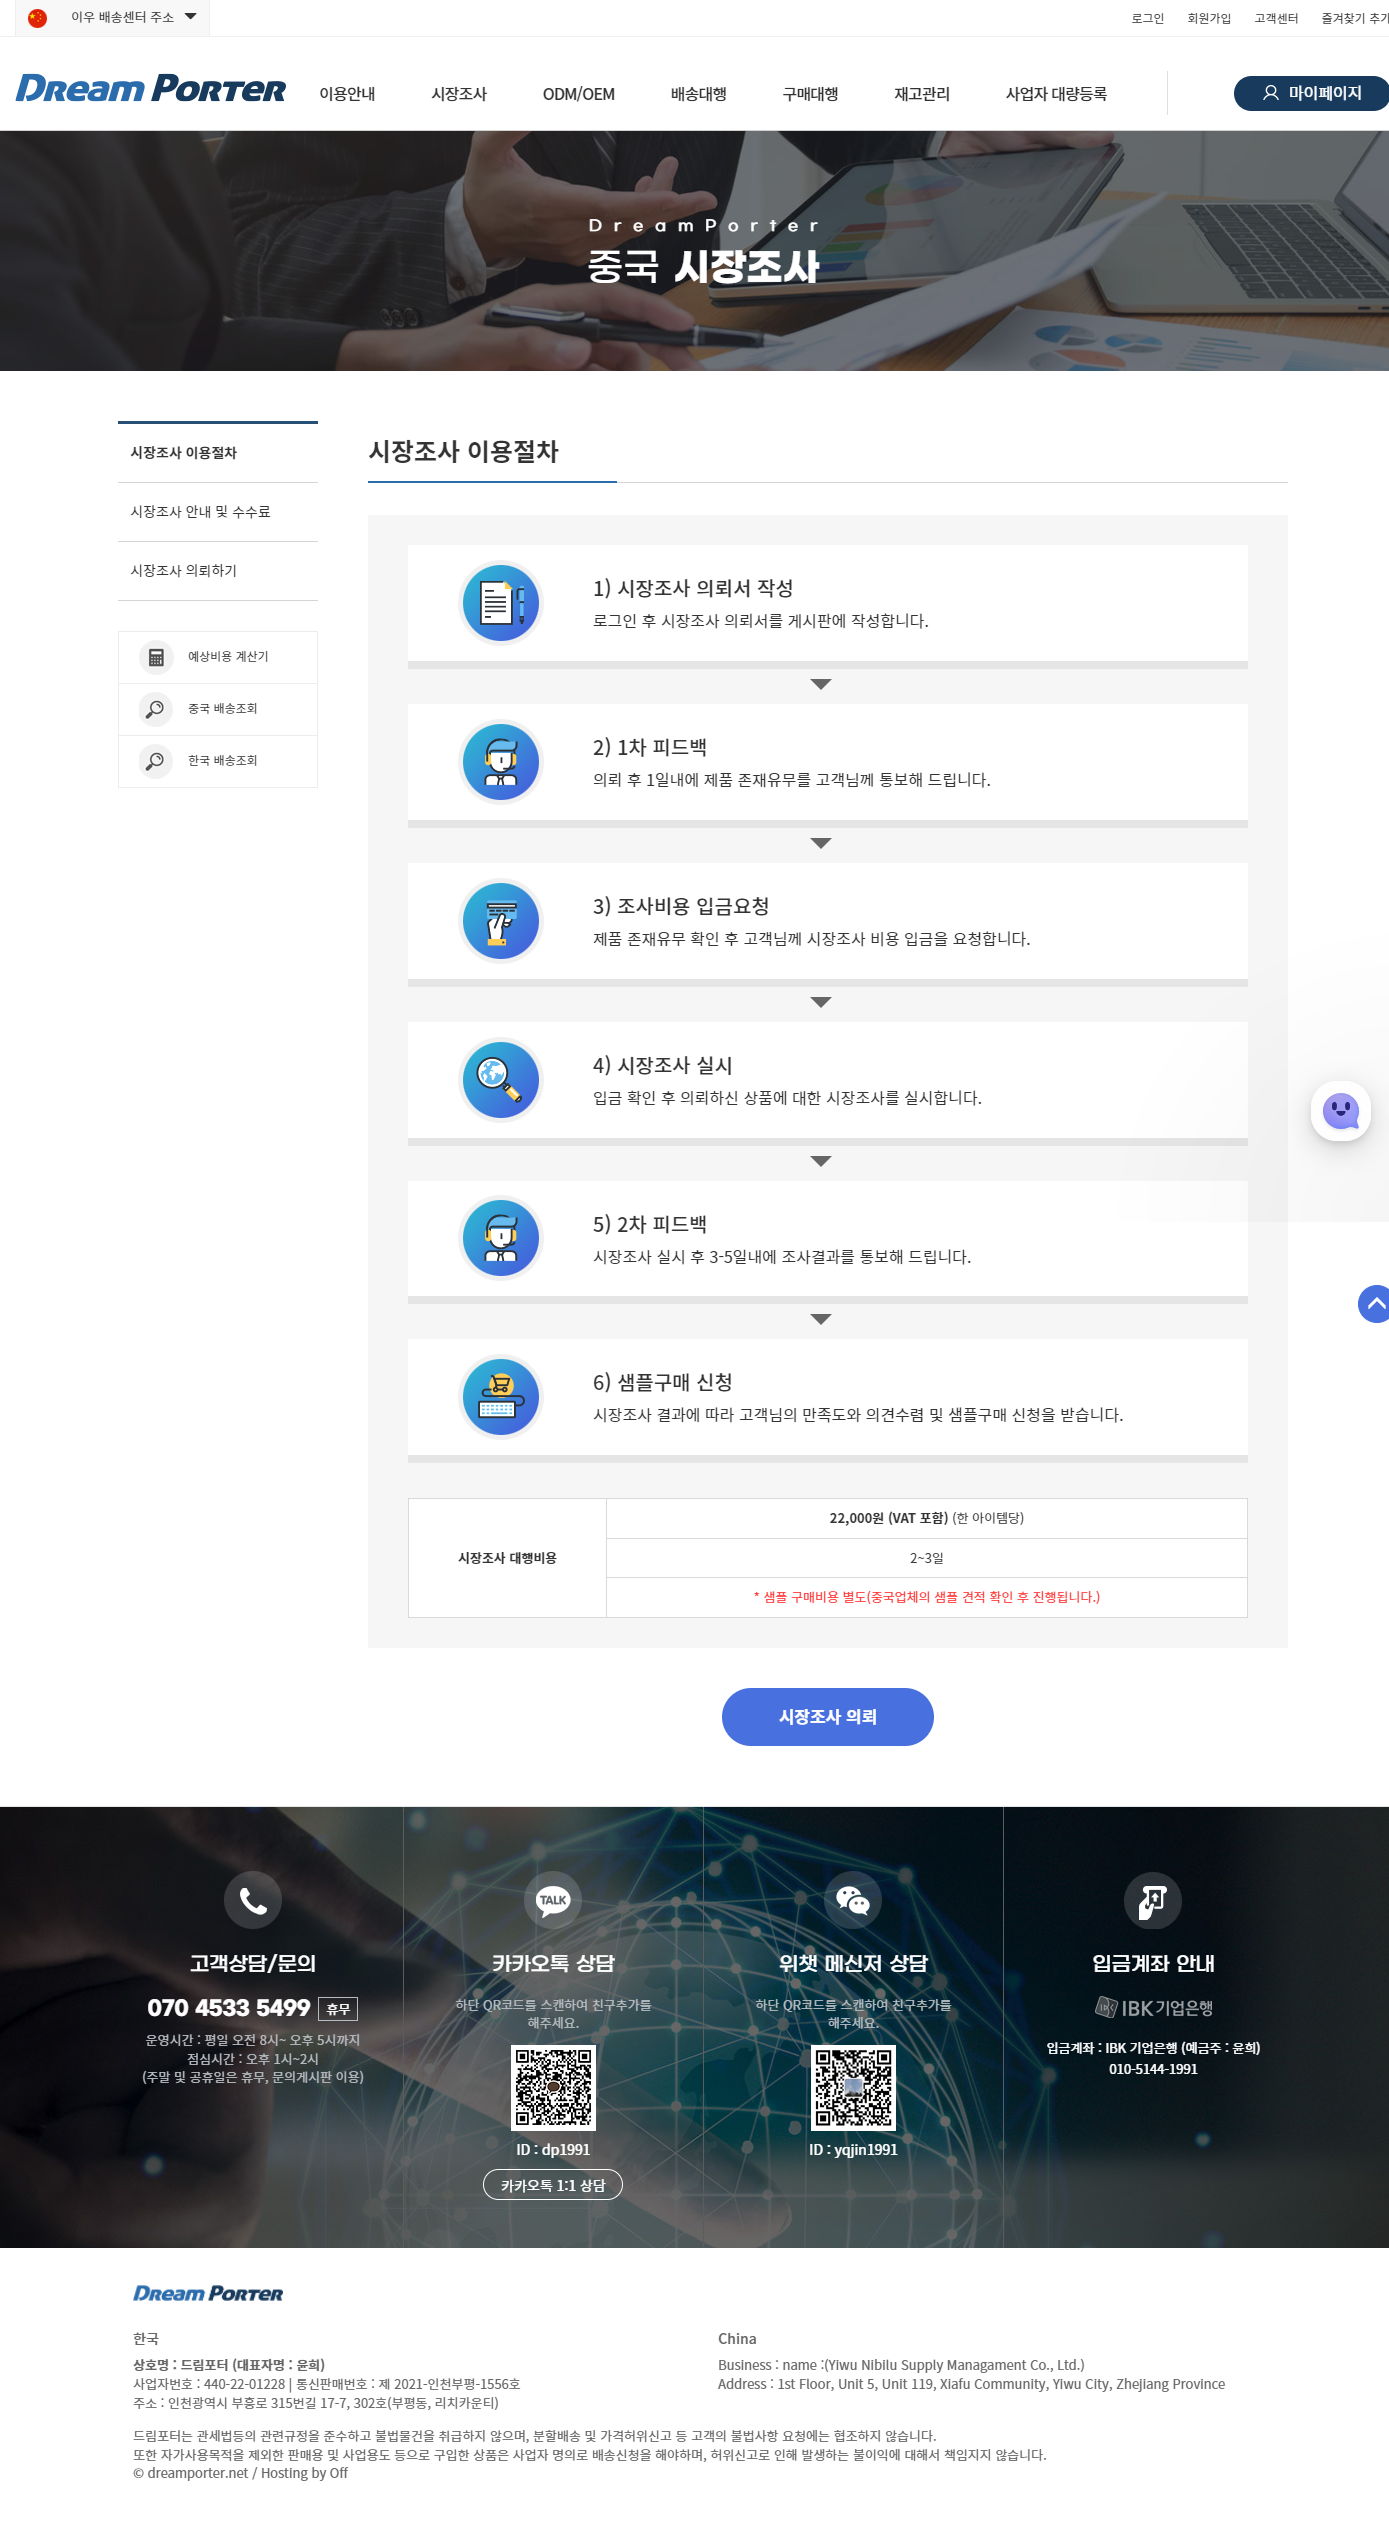 이우 배송센터 주소
로그인 회원가입 고객센터 즐겨찾기 추가
Dream Porter
이용안내 시장조사 ODM/OEM 배송대행 구매대행 재고관리 사업자 대량등록
마이페이지
DreamPorter
중국 시장조사
시장조사 이용절차
시장조사 안내 및 수수료
시장조사 의뢰하기
예상비용 계산기
중국 배송조회
한국 배송조회
시장조사 이용절차
1) 시장조사 의뢰서 작성
로그인 후 시장조사 의뢰서를 게시판에 작성합니다.
2) 1차 피드백
의뢰 후 1일내에 제품 존재유무를 고객님께 통보해 드립니다.
3) 조사비용 입금요청
제품 존재유무 확인 후 고객님께 시장조사 비용 입금을 요청합니다.
4) 시장조사 실시
입금 확인 후 의뢰하신 상품에 대한 시장조사를 실시합니다.
5) 2차 피드백
시장조사 실시 후 3-5일내에 조사결과를 통보해 드립니다.
6) 샘플구매 신청
시장조사 결과에 따라 고객님의 만족도와 의견수렴 및 샘플구매 신청을 받습니다.
시장조사 대행비용
22,000원 (VAT 포함) (한 아이템당)
2~3일
* 샘플 구매비용 별도(중국업체의 샘플 견적 확인 후 진행됩니다.)
시장조사 의뢰
고객상담/문의
070 4533 5499 휴무
운영시간 : 평일 오전 8시~ 오후 5시까지
점심시간 : 오후 1시~2시
(주말 및 공휴일은 휴무, 문의게시판 이용)
TALK
카카오톡 상담
하단 QR코드를 스캔하여 친구추가를
해주세요.
ID : dp1991
카카오톡 1:1 상담
위챗 메신저 상담
하단 QR코드를 스캔하여 친구추가를
해주세요.
ID : yqjin1991
입금계좌 안내
IBK기업은행
입금계좌 : IBK 기업은행 (예금주 : 윤희)
010-5144-1991
Dream Porter
한국
상호명 : 드림포터 (대표자명 : 윤희)
사업자번호 : 440-22-01228 | 통신판매번호 : 제 2021-인천부평-1556호
주소 : 인천광역시 부흥로 315번길 17-7, 302호(부평동, 리치카운티)
China
Business : name :(Yiwu Nibilu Supply Managament Co., Ltd.)
Address : 1st Floor, Unit 5, Unit 119, Xiafu Community, Yiwu City, Zhejiang Province
드림포터는 관세법등의 관련규정을 준수하고 불법물건을 취급하지 않으며, 분할배송 및 가격허위신고 등 고객의 불법사항 요청에는 협조하지 않습니다.
또한 자가사용목적을 제외한 판매용 및 사업용도 등으로 구입한 상품은 사업자 명의로 배송신청을 해야하며, 허위신고로 인해 발생하는 불이익에 대해서 책임지지 않습니다.
© dreamporter.net / Hosting by Off